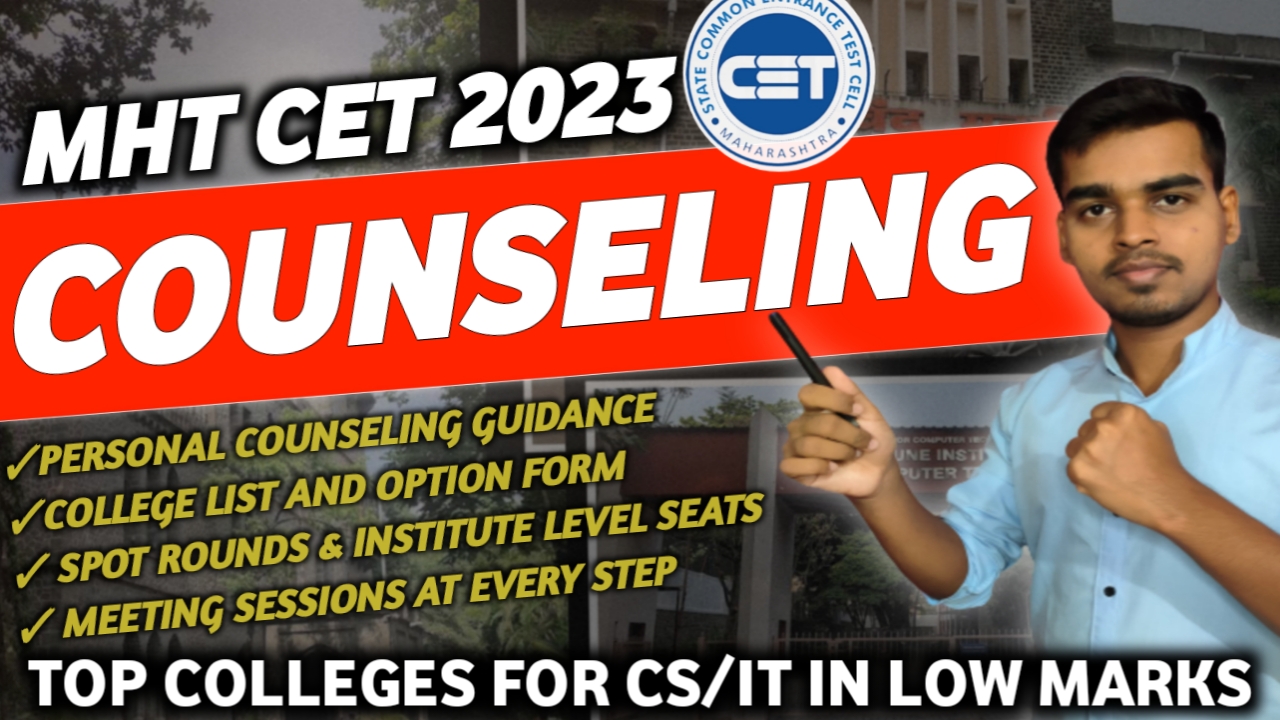 MHT CET 2023
STATE COMMON ENTRANCE TEST CELL
CET
• MAHARASHTRA •
COUNSELING
✓PERSONAL COUNSELING GUIDANCE
✓COLLEGE LIST AND OPTION FORM
✓ SPOT ROUNDS & INSTITUTE LEVEL SEATS
✓ MEETING SESSIONS AT EVERY STEP
TOP COLLEGES FOR CS/IT IN LOW MARKS